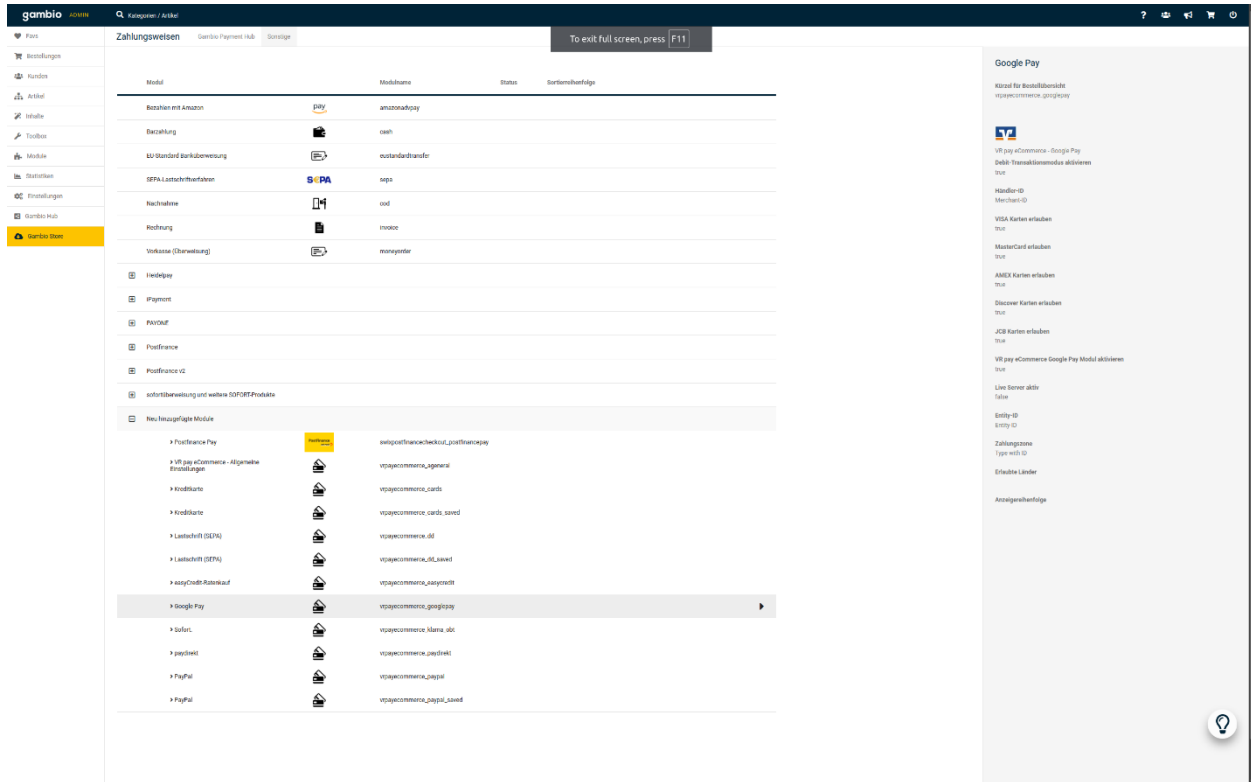 gambio ADMIN
Kategorien / Artikel
Favs
Bestellungen
Kunden
Artikel
Inhalte
Toolbox
Module
Statistiken
Einstellungen
Gambio Hub
Gambio Store
Zahlungsweisen Gambio Payment Hub Sonstige
To exit full screen, press F11
Modul Modulname Status Sortierreihenfolge
Bezahlen mit Amazon pay amazonadvpay
Barzahlung cash
EU-Standard Banküberweisung eustandardtransfer
SEPA-Lastschriftverfahren SEPA sepa
Nachnahme cod
Rechnung invoice
Vorkasse (Überweisung) moneyorder
Heidelpay
iPayment
PAYONE
Postfinance
Postfinance v2
sofortüberweisung und weitere SOFORT-Produkte
Neu hinzugefügte Module
Postfinance Pay PostFinance swisspostfinancecheckout_postfinancepay
VR pay eCommerce - Allgemeine
Einstellungen vrpayecommerce_ageneral
Kreditkarte vrpayecommerce_cards
Kreditkarte vrpayecommerce_cards_saved
Lastschrift (SEPA) vrpayecommerce_dd
Lastschrift (SEPA) vrpayecommerce_dd_saved
easyCredit-Ratenkauf vrpayecommerce_easycredit
Google Pay vrpayecommerce_googlepay
Sofort. vrpayecommerce_klarna_obt
paydirekt vrpayecommerce_paydirekt
PayPal vrpayecommerce_paypal
PayPal vrpayecommerce_paypal_saved
Google Pay
Kürzel für Bestellübersicht
vrpayecommerce_googlepay
VR pay eCommerce - Google Pay
Debit-Transaktionsmodus aktivieren
true
Händler-ID
Merchant-ID
VISA Karten erlauben
true
MasterCard erlauben
true
AMEX Karten erlauben
true
Discover Karten erlauben
true
JCB Karten erlauben
true
VR pay eCommerce Google Pay Modul aktivieren
true
Live Server aktiv
false
Entity-ID
Entity ID
Zahlungszone
Type with ID
Erlaubte Länder
Anzeigereihenfolge